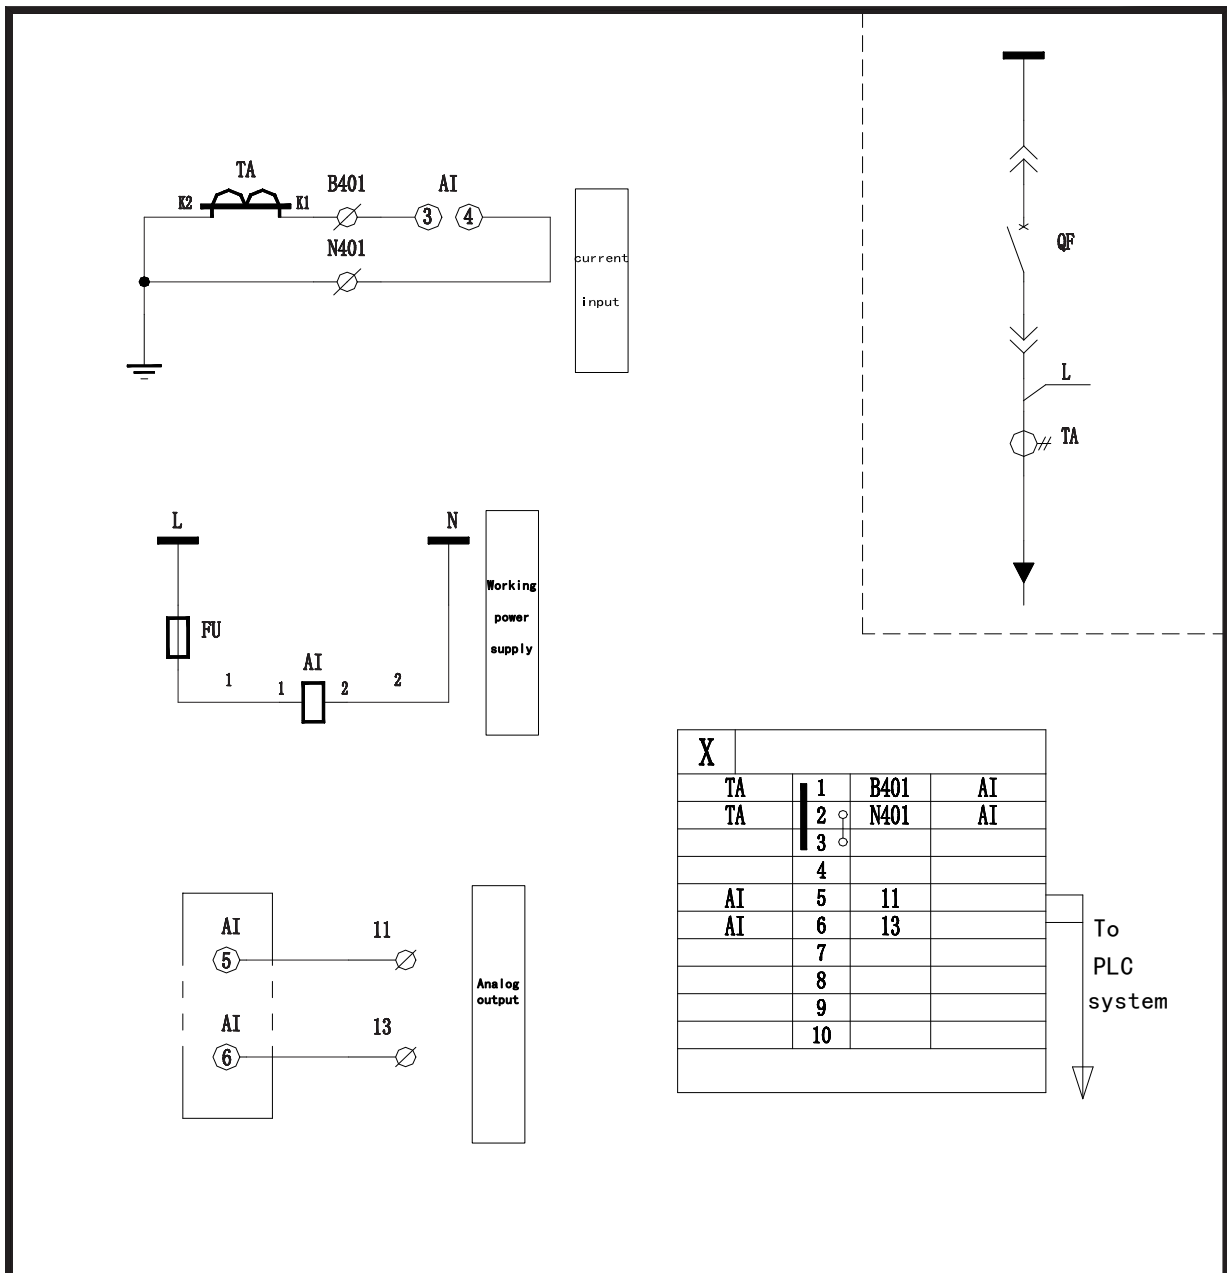 TA
K2
K1
B401
AI
3
4
N401
current
input
QF
L
TA
L
N
FU
1
1
AI
2
2
Working
power
supply
X
TA 1 B401 AI
TA 2 N401 AI
3
4
AI 5 11
AI 6 13
7
8
9
10
To
PLC
system
AI
5
11
AI
6
13
Analog
output